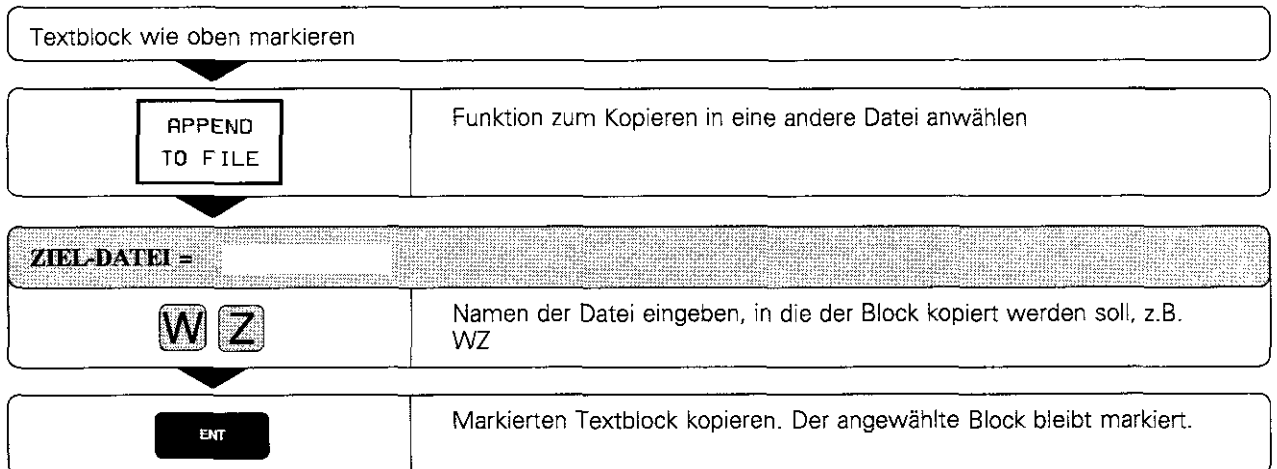 Textblock wie oben markieren
APPEND
TO FILE
Funktion zum Kopieren in eine andere Datei anwählen
ZIEL-DATEI =
W Z
Namen der Datei eingeben, in die der Block kopiert werden soll, z.B.
WZ
ENT
Markierten Textblock kopieren. Der angewählte Block bleibt markiert.